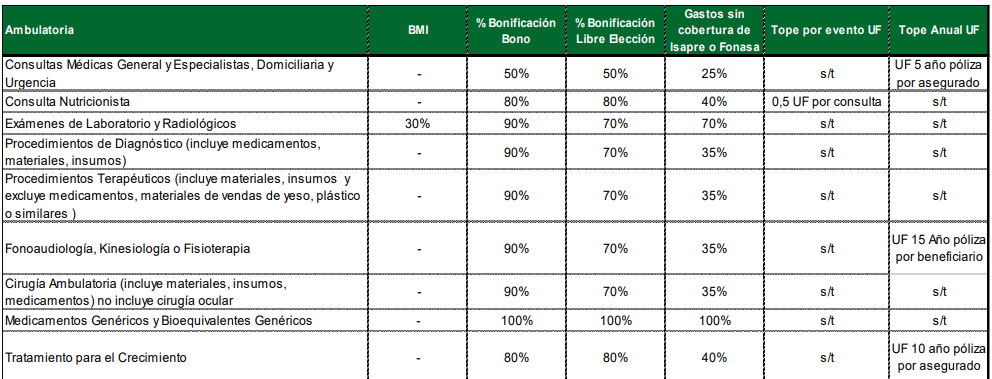 Ambulatoria BMI % Bonificación Bono % Bonificación Libre Elección Gastos sin cobertura de Isapre o Fonasa Tope por evento UF Tope Anual UF
Consultas Médicas General y Especialistas, Domiciliaria y Urgencia - 50% 50% 25% s/t UF 5 año póliza por asegurado
Consulta Nutricionista - 80% 80% 40% 0,5 UF por consulta s/t
Exámenes de Laboratorio y Radiológicos 30% 90% 70% 70% s/t s/t
Procedimientos de Diagnóstico (incluye medicamentos, materiales, insumos) - 90% 70% 35% s/t s/t
Procedimientos Terapéuticos (incluye materiales, insumos y excluye medicamentos, materiales de vendas de yeso, plástico o similares ) - 90% 70% 35% s/t s/t
Fonoaudiología, Kinesiología o Fisioterapia - 90% 70% 35% s/t UF 15 Año póliza por beneficiario
Cirugía Ambulatoria (incluye materiales, insumos, medicamentos) no incluye cirugía ocular - 90% 70% 35% s/t s/t
Medicamentos Genéricos y Bioequivalentes Genéricos - 100% 100% 100% s/t s/t
Tratamiento para el Crecimiento - 80% 80% 40% s/t UF 10 año póliza por asegurado